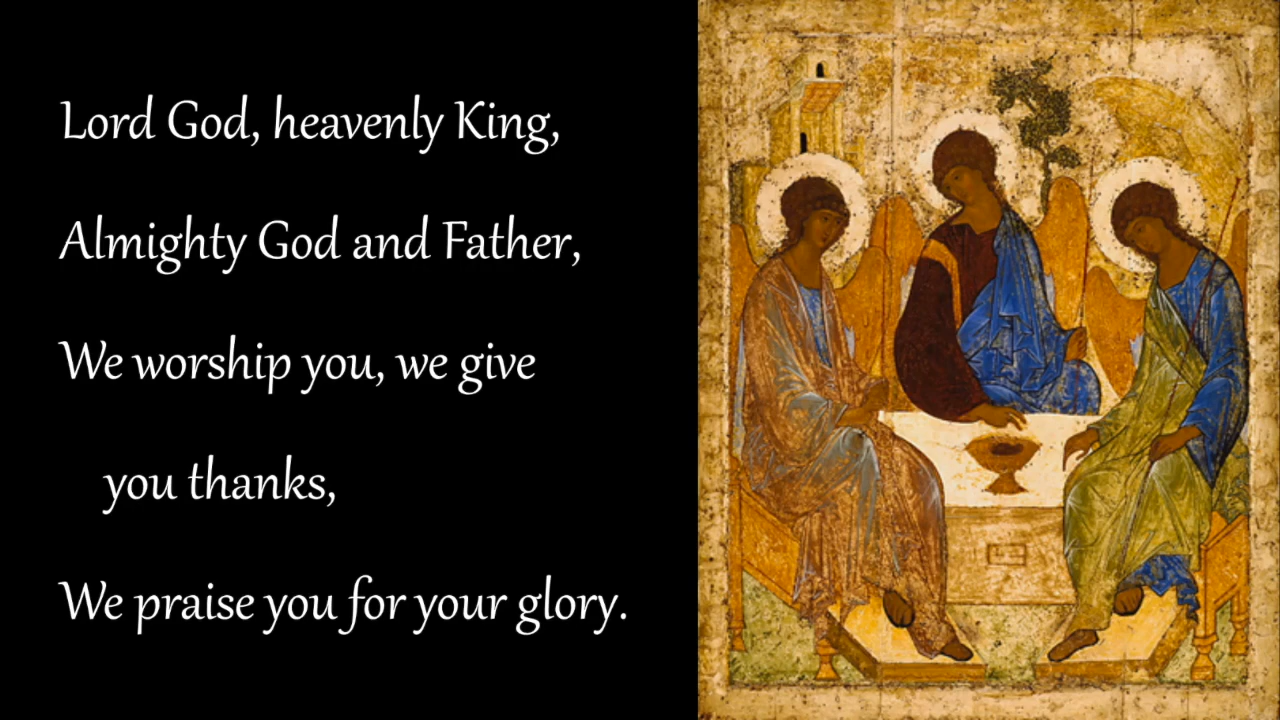 Lord God, heavenly King,
Almighty God and Father,
We worship you, we give
you thanks,
We praise you for your glory.